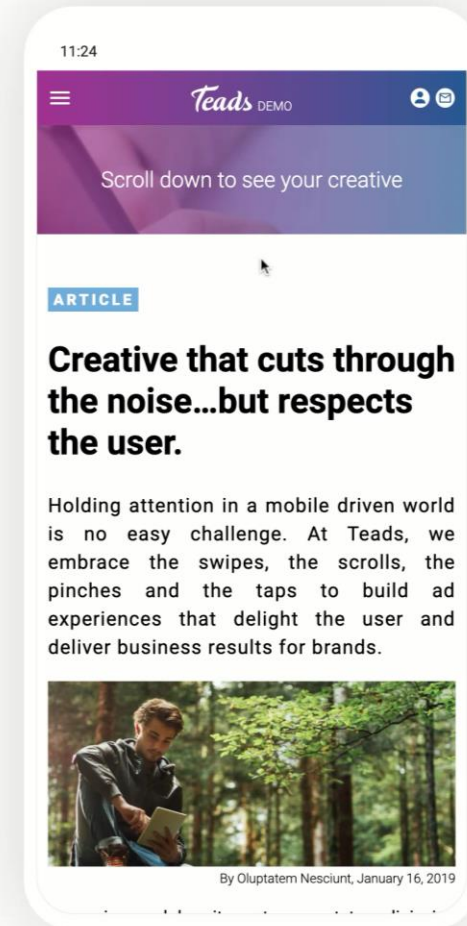 11:24
Teads DEMO
Scroll down to see your creative
ARTICLE
Creative that cuts through
the noise...but respects
the user.
Holding attention in a mobile driven world
is no easy challenge. At Teads, we
embrace the swipes, the scrolls, the
pinches and the taps to build ad
experiences that delight the user and
deliver business results for brands.
By Oluptatem Nesciunt, January 16, 2019